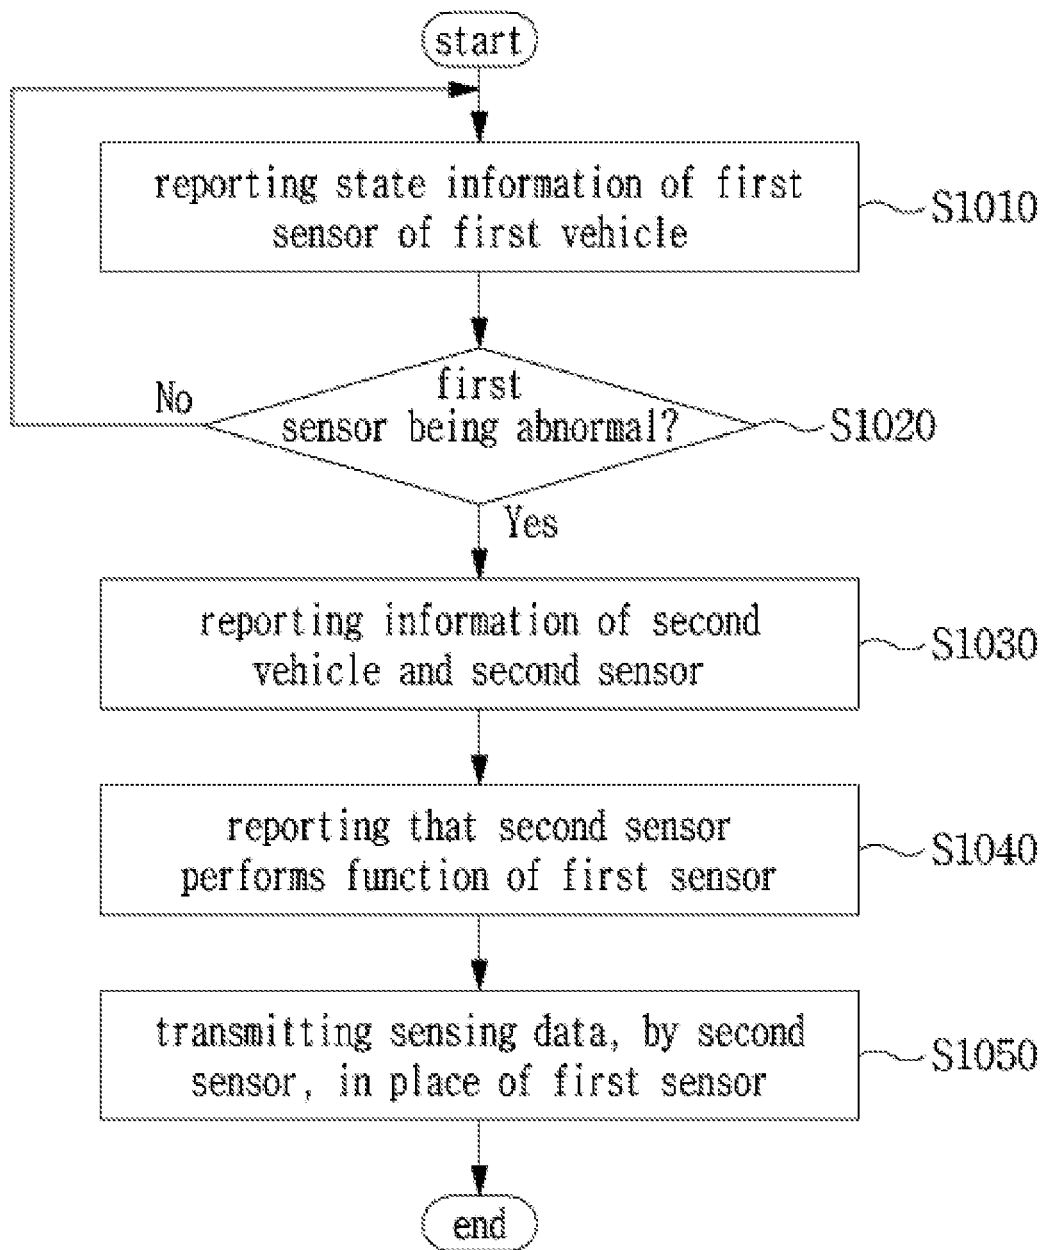 start
reporting state information of first
sensor of first vehicle
S1010
first
sensor being abnormal?
No
S1020
Yes
reporting information of second
vehicle and second sensor
S1030
reporting that second sensor
performs function of first sensor
S1040
transmitting sensing data, by second
sensor, in place of first sensor
S1050
end